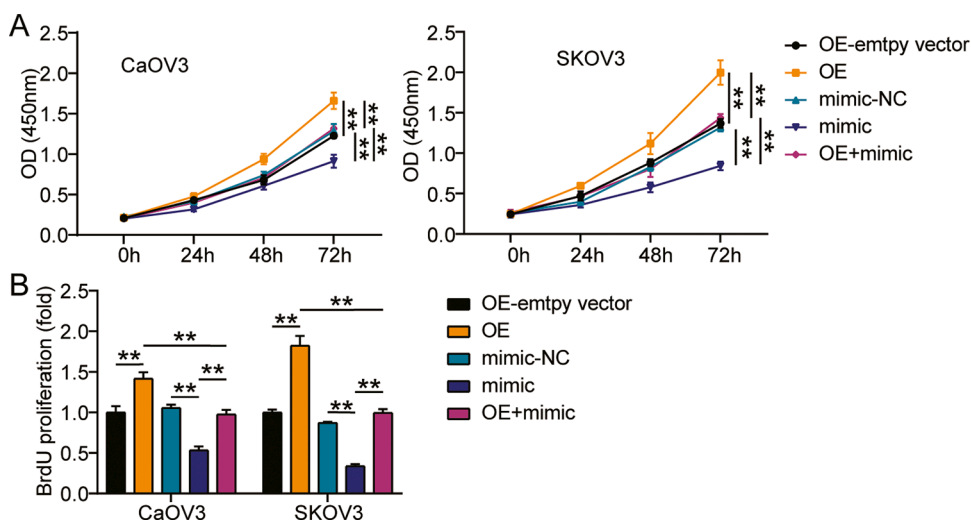 A
CaOV3
OD (450nm)
2.5
2.0
1.5
1.0
0.5
0.0
0h 24h 48h 72h
** **
** **
SKOV3
OD (450nm)
2.5
2.0
1.5
1.0
0.5
0.0
0h 24h 48h 72h
** **
** **
OE-emtpy vector
OE
mimic-NC
mimic
OE+mimic
B
BrdU proliferation (fold)
2.5
2.0
1.5
1.0
0.5
0.0
** ** ** **
** ** ** **
CaOV3 SKOV3
OE-emtpy vector
OE
mimic-NC
mimic
OE+mimic